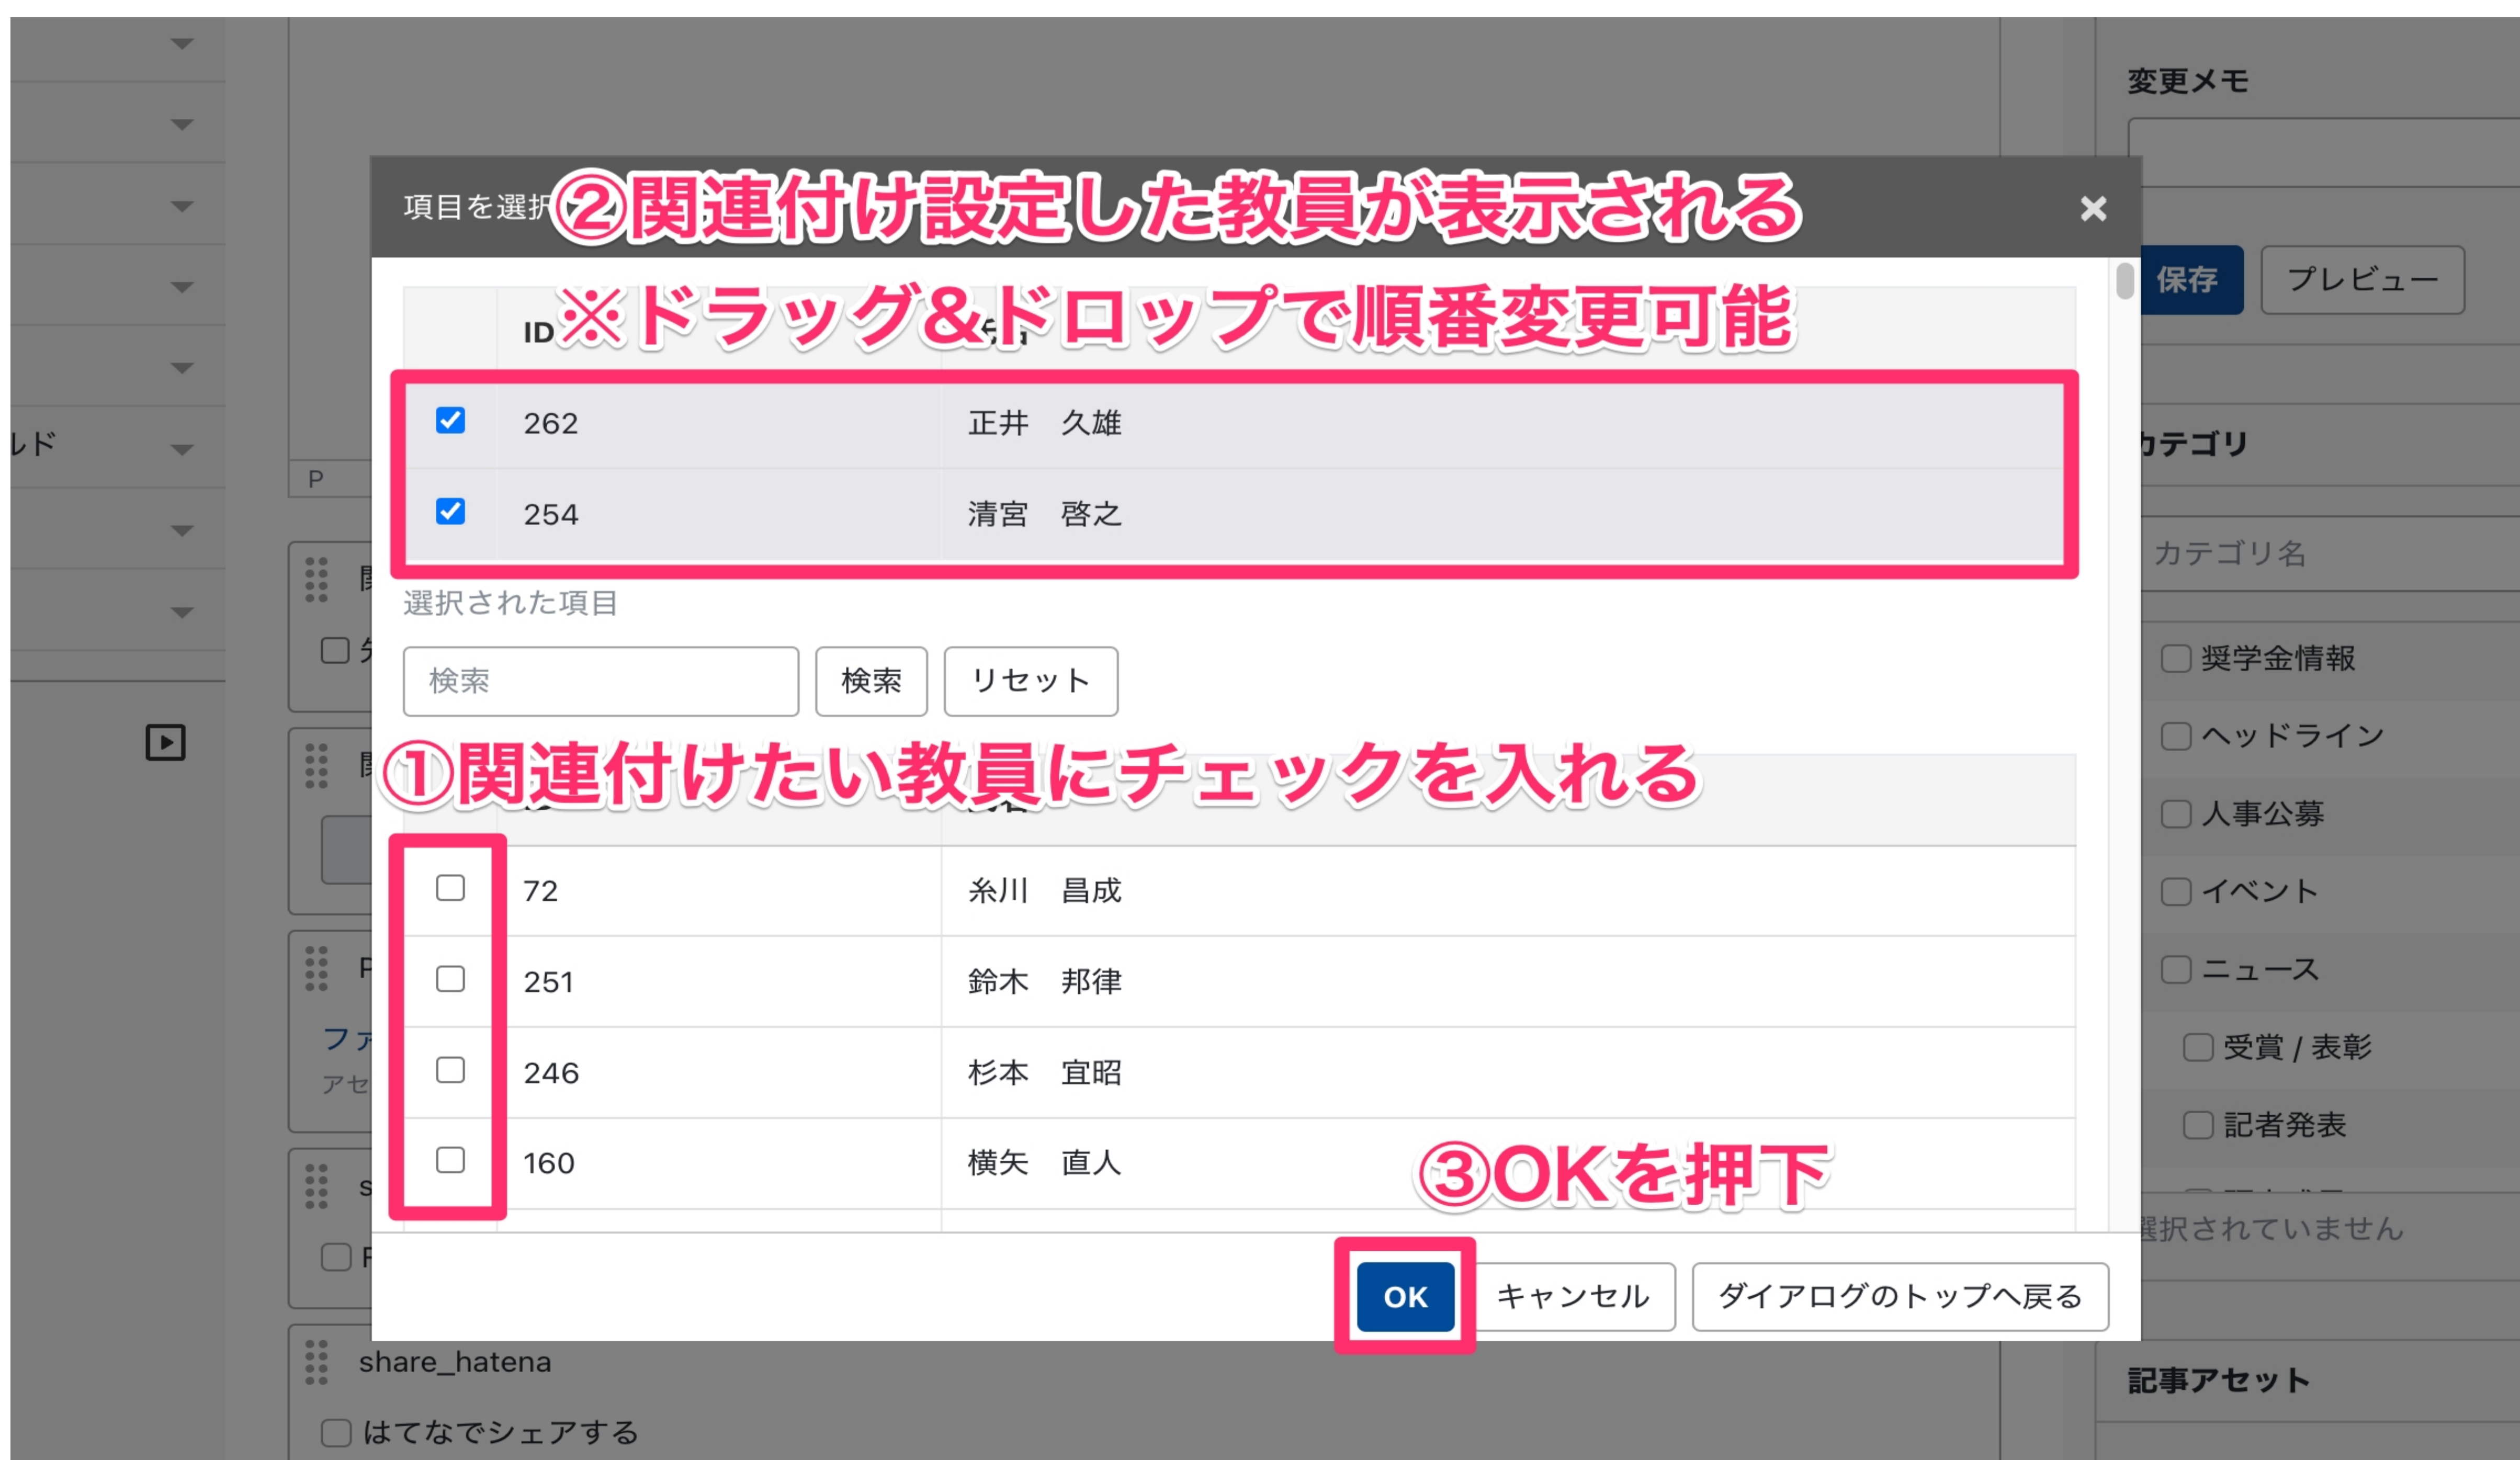 変更メモ
項目を選択
②関連付け設定した教員が表示される
保存
プレビュー
ID
※ドラッグ&ドロップで順番変更可能
262 正井 久雄
254 清宮 啓之
ルド
カテゴリ
P
カテゴリ名
選択された項目
検索
検索
リセット
奨学金情報
ヘッドライン
①関連付けたい教員にチェックを入れる
人事公募
72 糸川 昌成
イベント
251 鈴木 邦律
ニュース
ファ
アセ
246 杉本 宜昭
受賞 / 表彰
記者発表
160 横矢 直人
③OKを押下
s
選択されていません
OK
キャンセル
ダイアログのトップへ戻る
share_hatena
記事アセット
はてなでシェアする